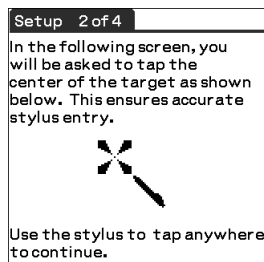 Setup 2 of 4
In the following screen, you
will be asked to tap the
center of the target as shown
below. This ensures accurate
stylus entry.
Use the stylus to tap anywhere
to continue.